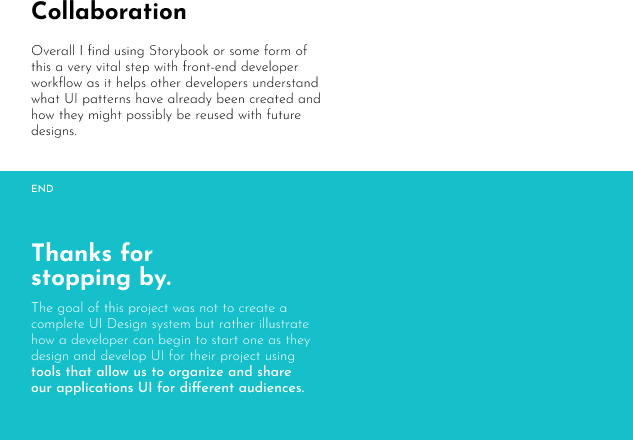 Collaboration
Overall I find using Storybook or some form of
this a very vital step with front-end developer
workflow as it helps other developers understand
what UI patterns have already been created and
how they might possibly be reused with future
designs.
END
Thanks for
stopping by.
The goal of this project was not to create a
complete UI Design system but rather illustrate
how a developer can begin to start one as they
design and develop UI for their project using
tools that allow us to organize and share
our applications UI for different audiences.